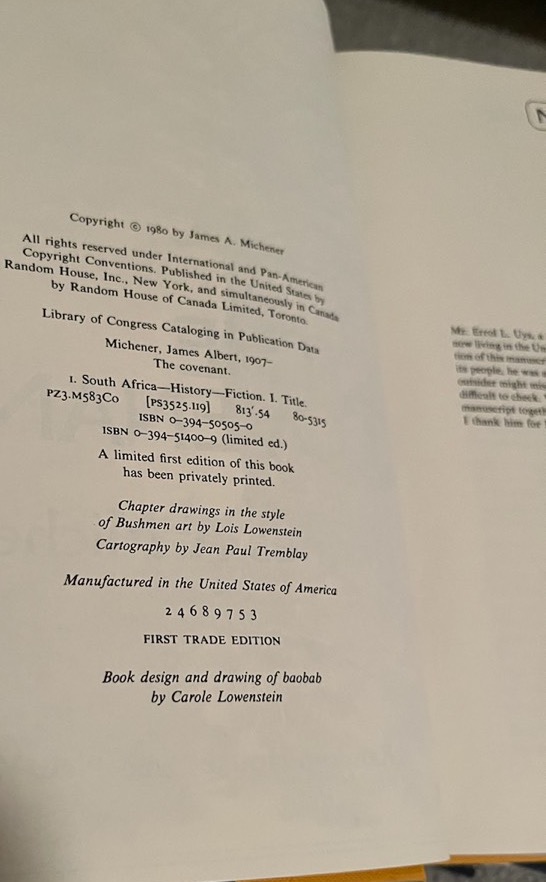 Copyright © 1980 by James A. Michener
All rights reserved under International and Pan-American
Copyright Conventions. Published in the United States by
Random House, Inc., New York, and simultaneously in Canada
by Random House of Canada Limited, Toronto.
Library of Congress Cataloging in Publication Data
Michener, James Albert, 1907–
The covenant.
1. South Africa—History—Fiction. I. Title.
PZ3.M583Co [PS3525.I19] 813'.54 80-5315
ISBN 0-394-50505-0
ISBN 0-394-51400-9 (limited ed.)
A limited first edition of this book
has been privately printed.
Chapter drawings in the style
of Bushmen art by Lois Lowenstein
Cartography by Jean Paul Tremblay
Manufactured in the United States of America
2 4 6 8 9 7 5 3
FIRST TRADE EDITION
Book design and drawing of baobab
by Carole Lowenstein
Mr. Errol L. Uys, a
now living in the
tion of this
its people, he was
outsider might
difficult to check.
manuscript
I thank him for